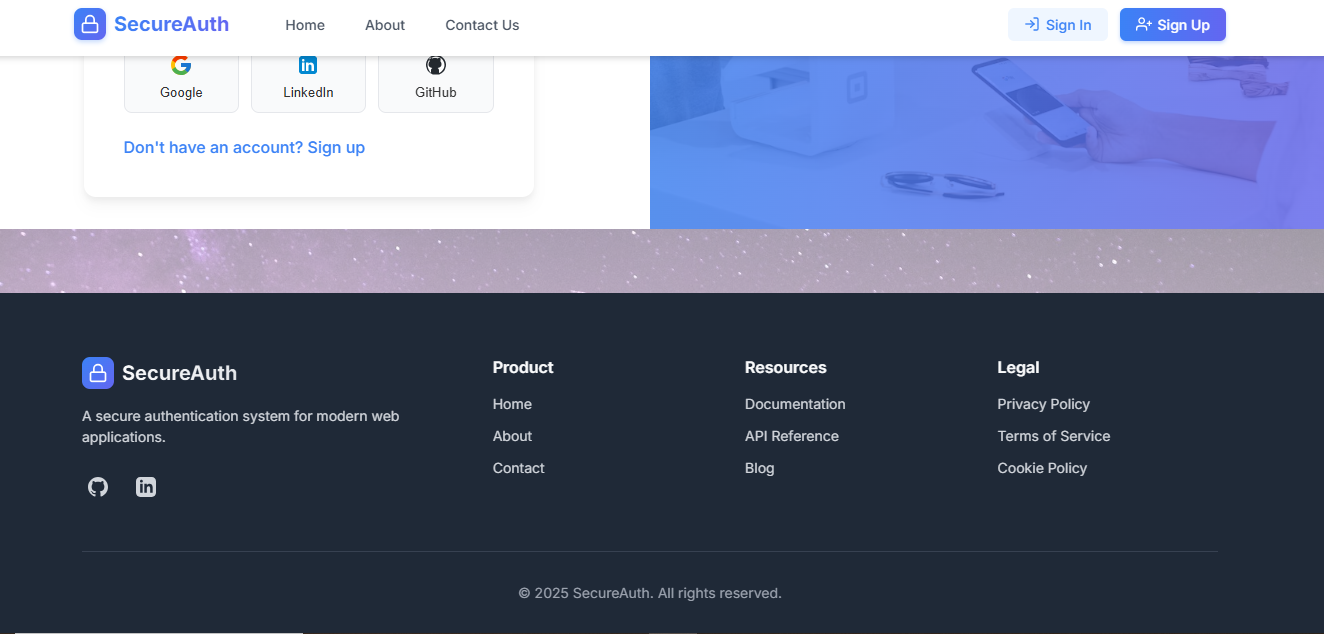 SecureAuth
Home
About
Contact Us
Sign In
Sign Up
Google
LinkedIn
GitHub
Don't have an account? Sign up
SecureAuth
A secure authentication system for modern web
applications.
Product
Home
About
Contact
Resources
Documentation
API Reference
Blog
Legal
Privacy Policy
Terms of Service
Cookie Policy
© 2025 SecureAuth. All rights reserved.